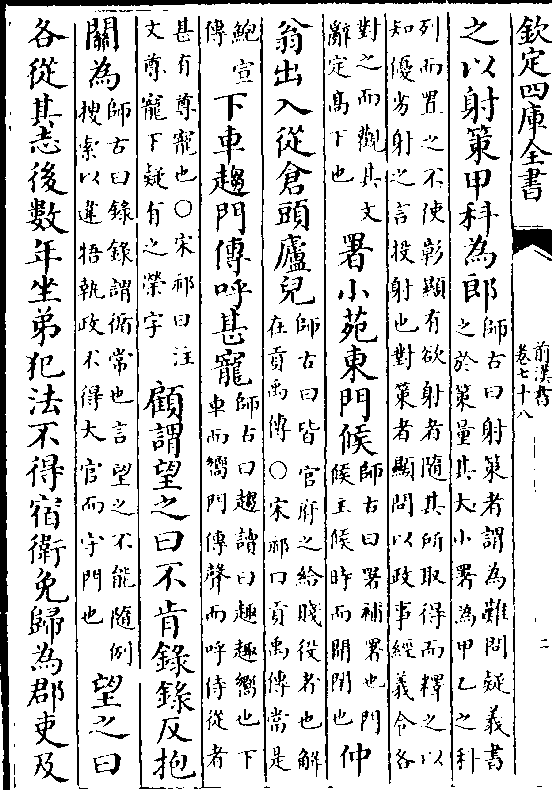 欽定四庫全書
前漢書
卷七十八
二
之以射策甲科為郎
師古曰射策者謂為難問疑義書
之於策量其大小署為甲乙之科
列而置之不使彰顯有欲射者隨其所取得而釋之以
知優劣射之言投射也對策者顯問以政事經義令各
對之而觀其文
辭定高下也
署小苑東門候
師古曰署補署也門
候主候時而開閉也
仲
翁出入從倉頭廬兒
師古曰皆官府之給賤役者也解
在貢禹傳○宋祁曰貢禹傳當是
鮑宣
傳
下車趨門傳呼甚寵
師古曰趨讀曰趣趣嚮也下
車而嚮門傳聲而呼侍從者
甚有尊寵也○宋祁曰注
文尊寵下疑有之榮字
顧謂望之曰不肯錄錄反抱
關為
師古曰錄錄謂循常也言望之不能隨例
搜索以違牾執政不得大官而守門也
望之曰
各從其志後數年坐弟犯法不得宿衛免歸為郡吏及